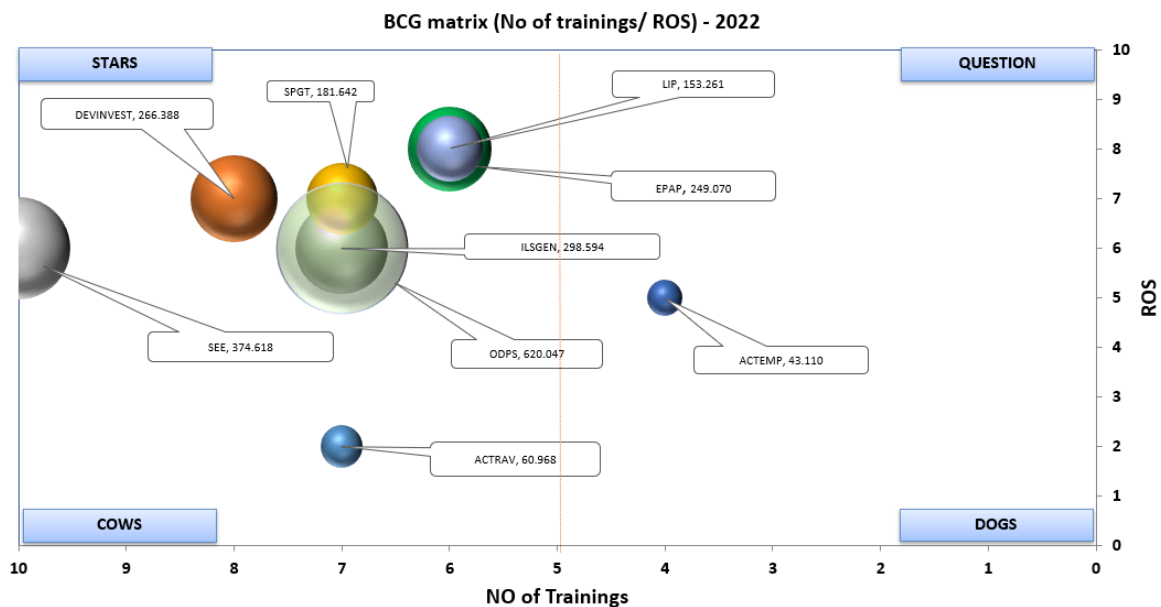 BCG matrix (No of trainings/ ROS) - 2022
STARS
QUESTION
SPGT, 181.642
LIP, 153.261
DEVINVEST, 266.388
EPAP, 249.070
ILSGEN, 298.594
SEE, 374.618
ODPS, 620.047
ACTEMP, 43.110
ACTRAV, 60.968
COWS
DOGS
10
9
8
7
6
5
4
3
2
1
0
ROS
10 9 8 7 6 5 4 3 2 1 0
NO of Trainings